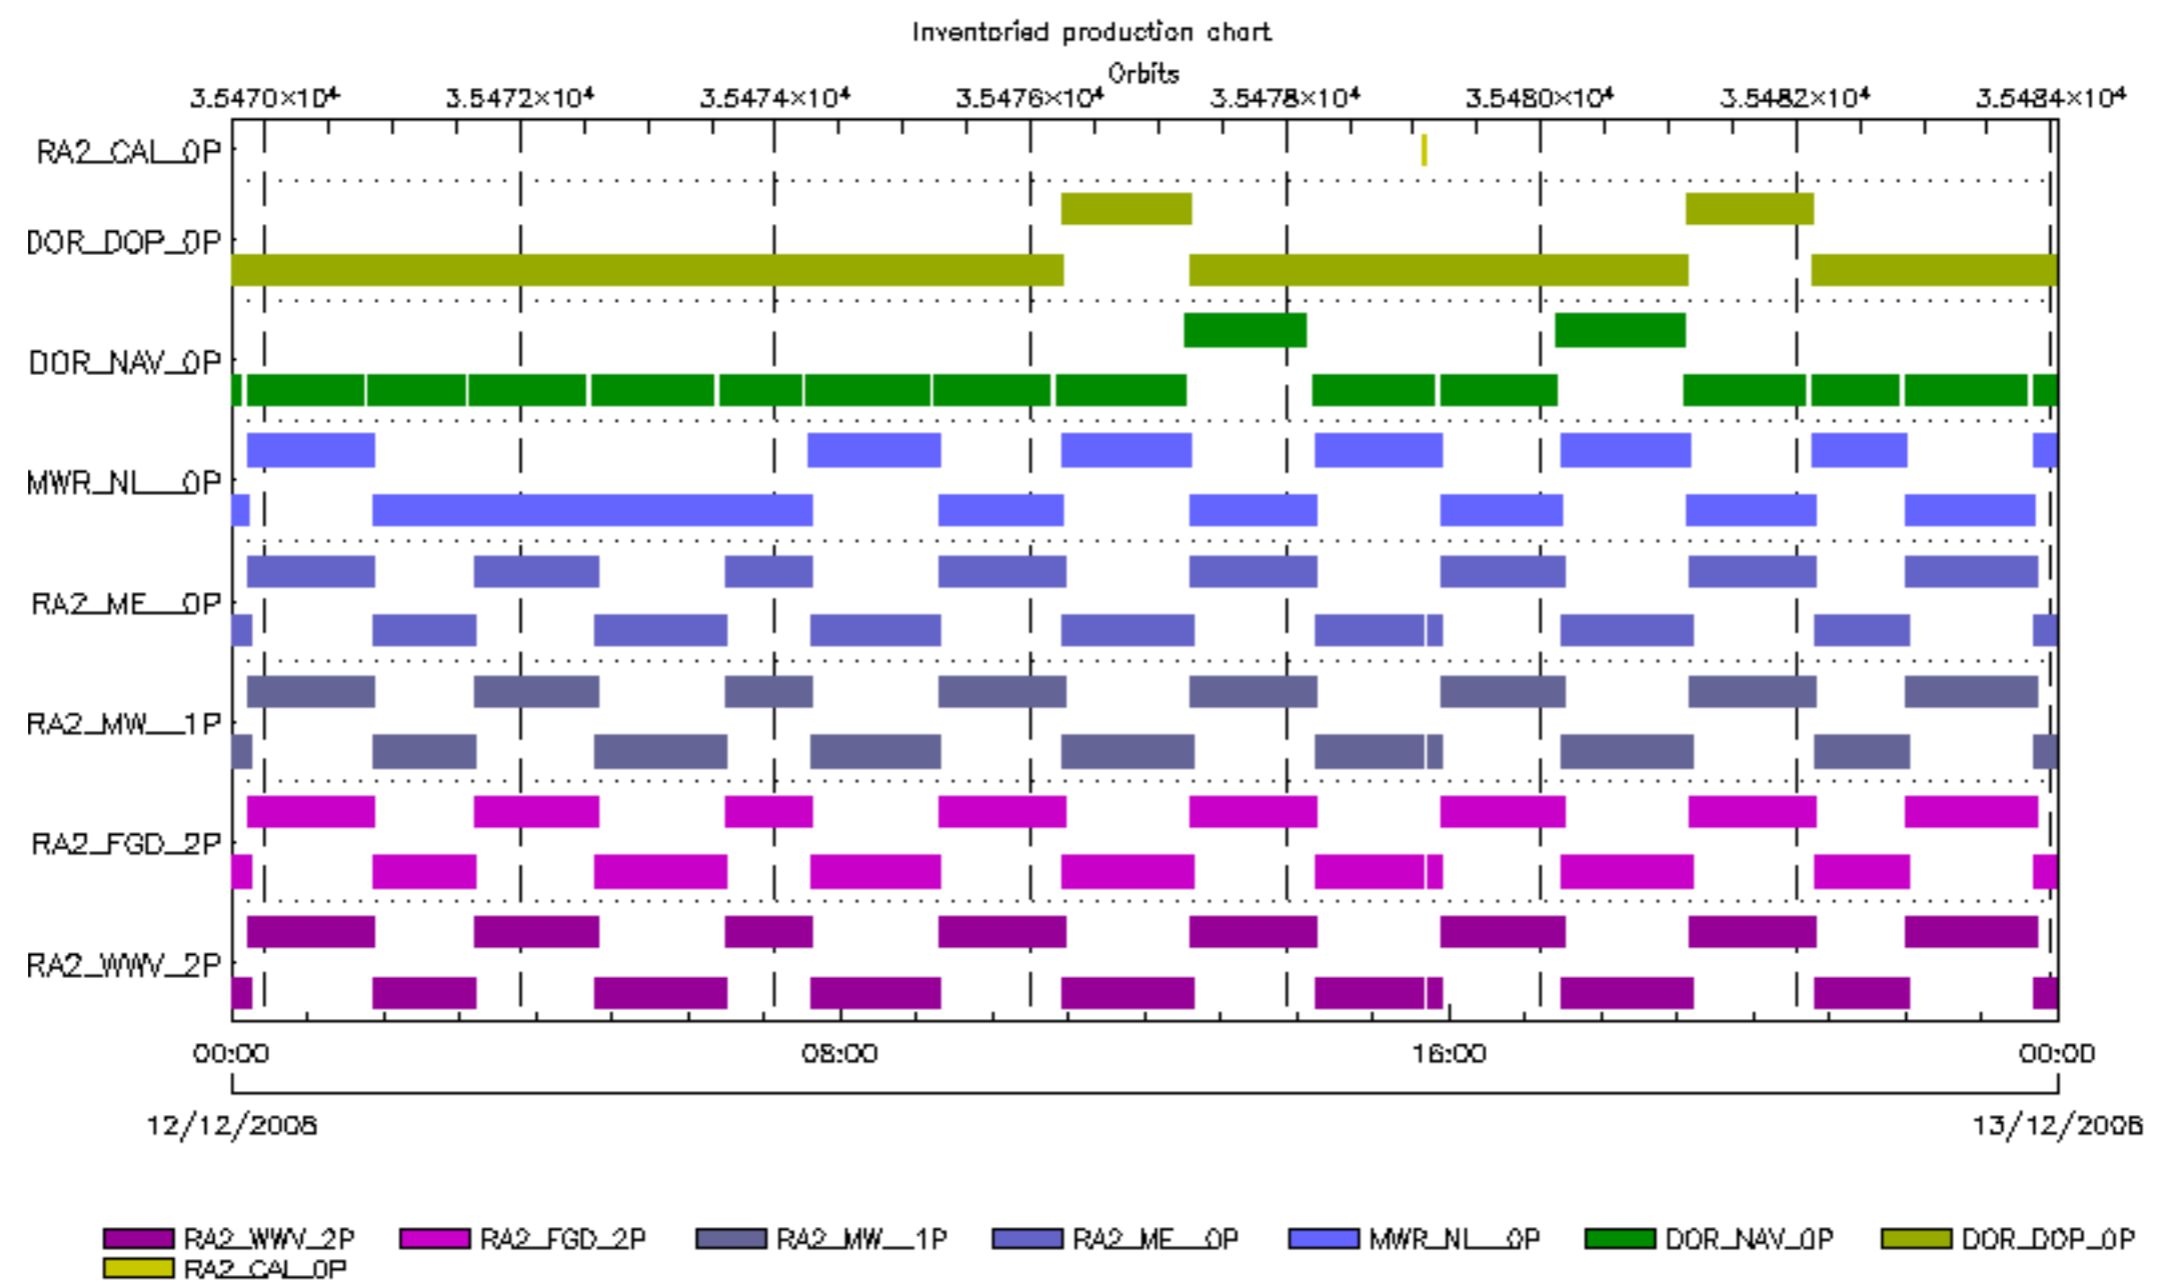 Inventoried production chart
Orbits
3.5470×10⁴ 3.5472×10⁴ 3.5474×10⁴ 3.5476×10⁴ 3.5478×10⁴ 3.5480×10⁴ 3.5482×10⁴ 3.5484×10⁴
RA2_CAL_0P
DOR_DOP_0P
DOR_NAV_0P
MWR_NL__0P
RA2_ME__0P
RA2_MW__1P
RA2_FGD_2P
RA2_WWV_2P
00:00 08:00 16:00 00:00
12/12/2006 13/12/2006
RA2_WWV_2P RA2_FGD_2P RA2_MW__1P RA2_ME__0P MWR_NL__0P DOR_NAV_0P DOR_DOP_0P
RA2_CAL_0P